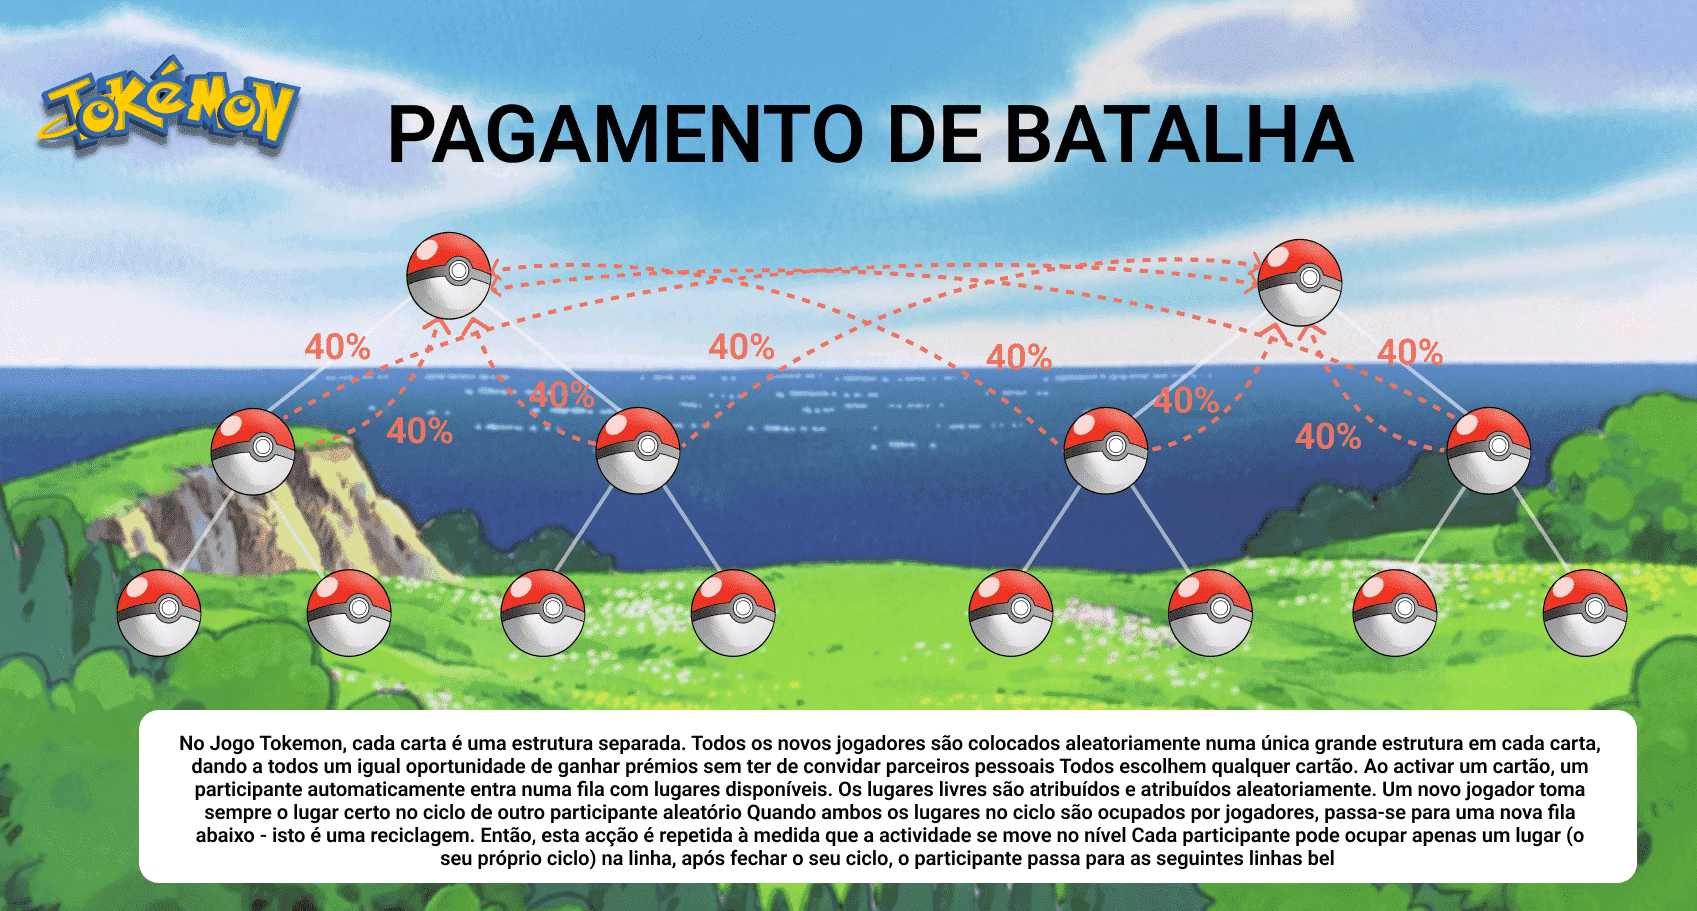 TOKéMON
PAGAMENTO DE BATALHA
40%
40%
40%
40%
40%
40%
40%
40%
No Jogo Tokemon, cada carta é uma estrutura separada. Todos os novos jogadores são colocados aleatoriamente numa única grande estrutura em cada carta,
dando a todos um igual oportunidade de ganhar prémios sem ter de convidar parceiros pessoais Todos escolhem qualquer cartão. Ao activar um cartão, um
participante automaticamente entra numa fila com lugares disponíveis. Os lugares livres são atribuídos e atribuídos aleatoriamente. Um novo jogador toma
sempre o lugar certo no ciclo de outro participante aleatório Quando ambos os lugares no ciclo são ocupados por jogadores, passa-se para uma nova fila
abaixo - isto é uma reciclagem. Então, esta acção é repetida à medida que a actividade se move no nível Cada participante pode ocupar apenas um lugar (o
seu próprio ciclo) na linha, após fechar o seu ciclo, o participante passa para as seguintes linhas bel